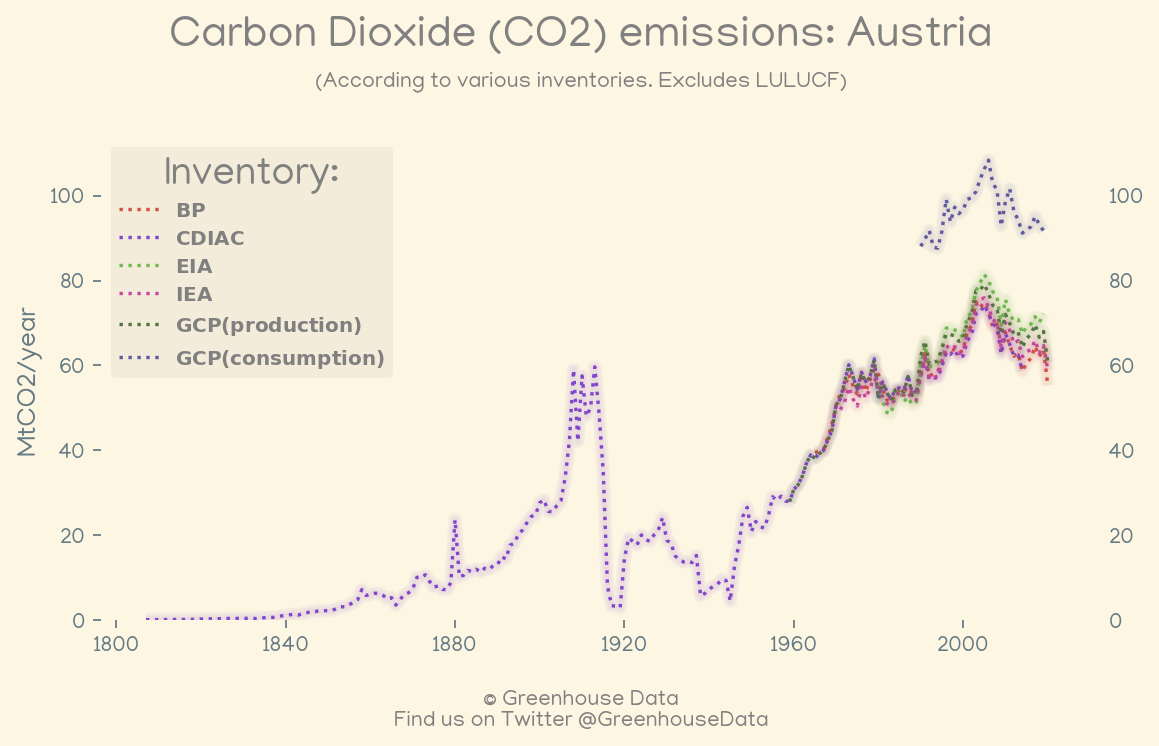 Carbon Dioxide (CO2) emissions: Austria
(According to various inventories. Excludes LULUCF)
Inventory:
BP
CDIAC
EIA
IEA
GCP(production)
GCP(consumption)
MtCO2/year
100
80
60
40
20
0
100
80
60
40
20
0
1800 1840 1880 1920 1960 2000
© Greenhouse Data
Find us on Twitter @GreenhouseData